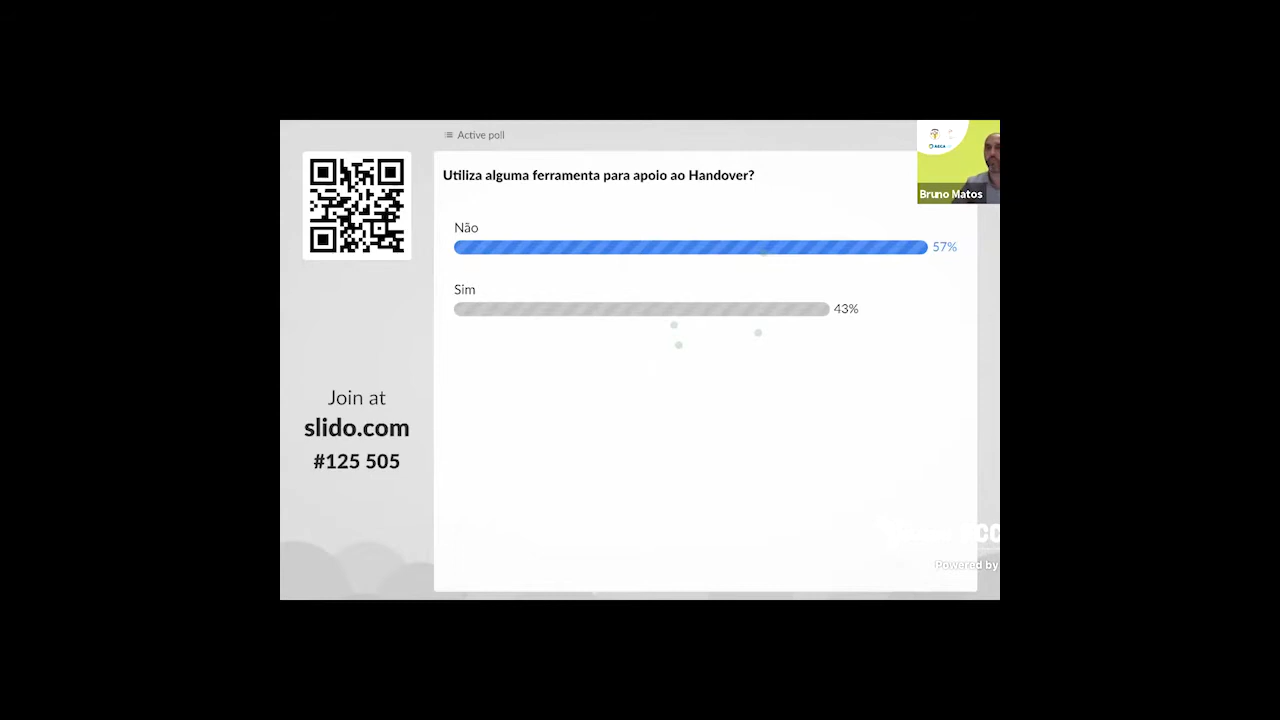 Active poll
Utiliza alguma ferramenta para apoio ao Handover?
Não
57%
Sim
43%
Join at
slido.com
#125 505
Bruno Matos
Powered by